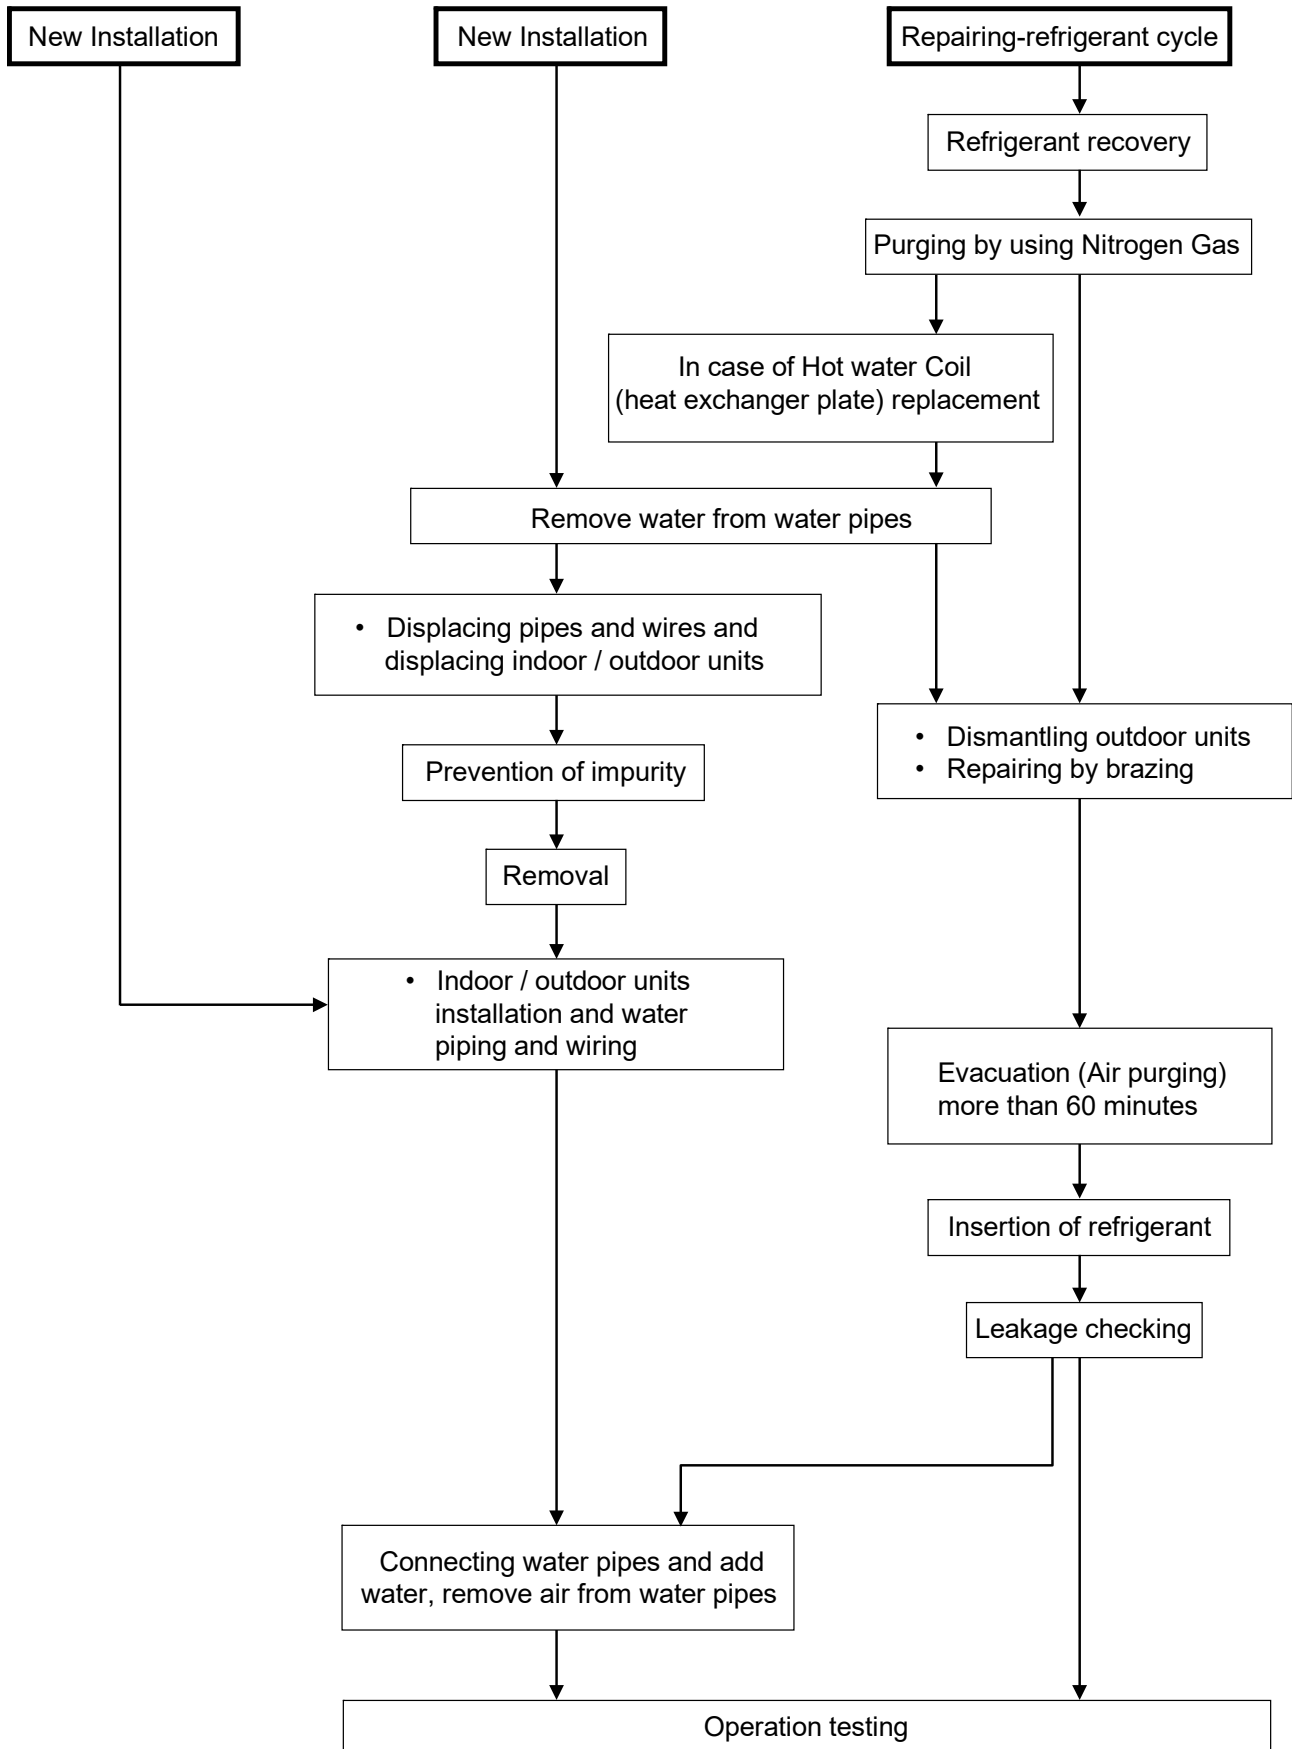 New Installation
New Installation
Repairing-refrigerant cycle
Refrigerant recovery
Purging by using Nitrogen Gas
In case of Hot water Coil
(heat exchanger plate) replacement
Remove water from water pipes
• Displacing pipes and wires and
displacing indoor / outdoor units
• Dismantling outdoor units
• Repairing by brazing
Prevention of impurity
Removal
• Indoor / outdoor units
installation and water
piping and wiring
Evacuation (Air purging)
more than 60 minutes
Insertion of refrigerant
Leakage checking
Connecting water pipes and add
water, remove air from water pipes
Operation testing